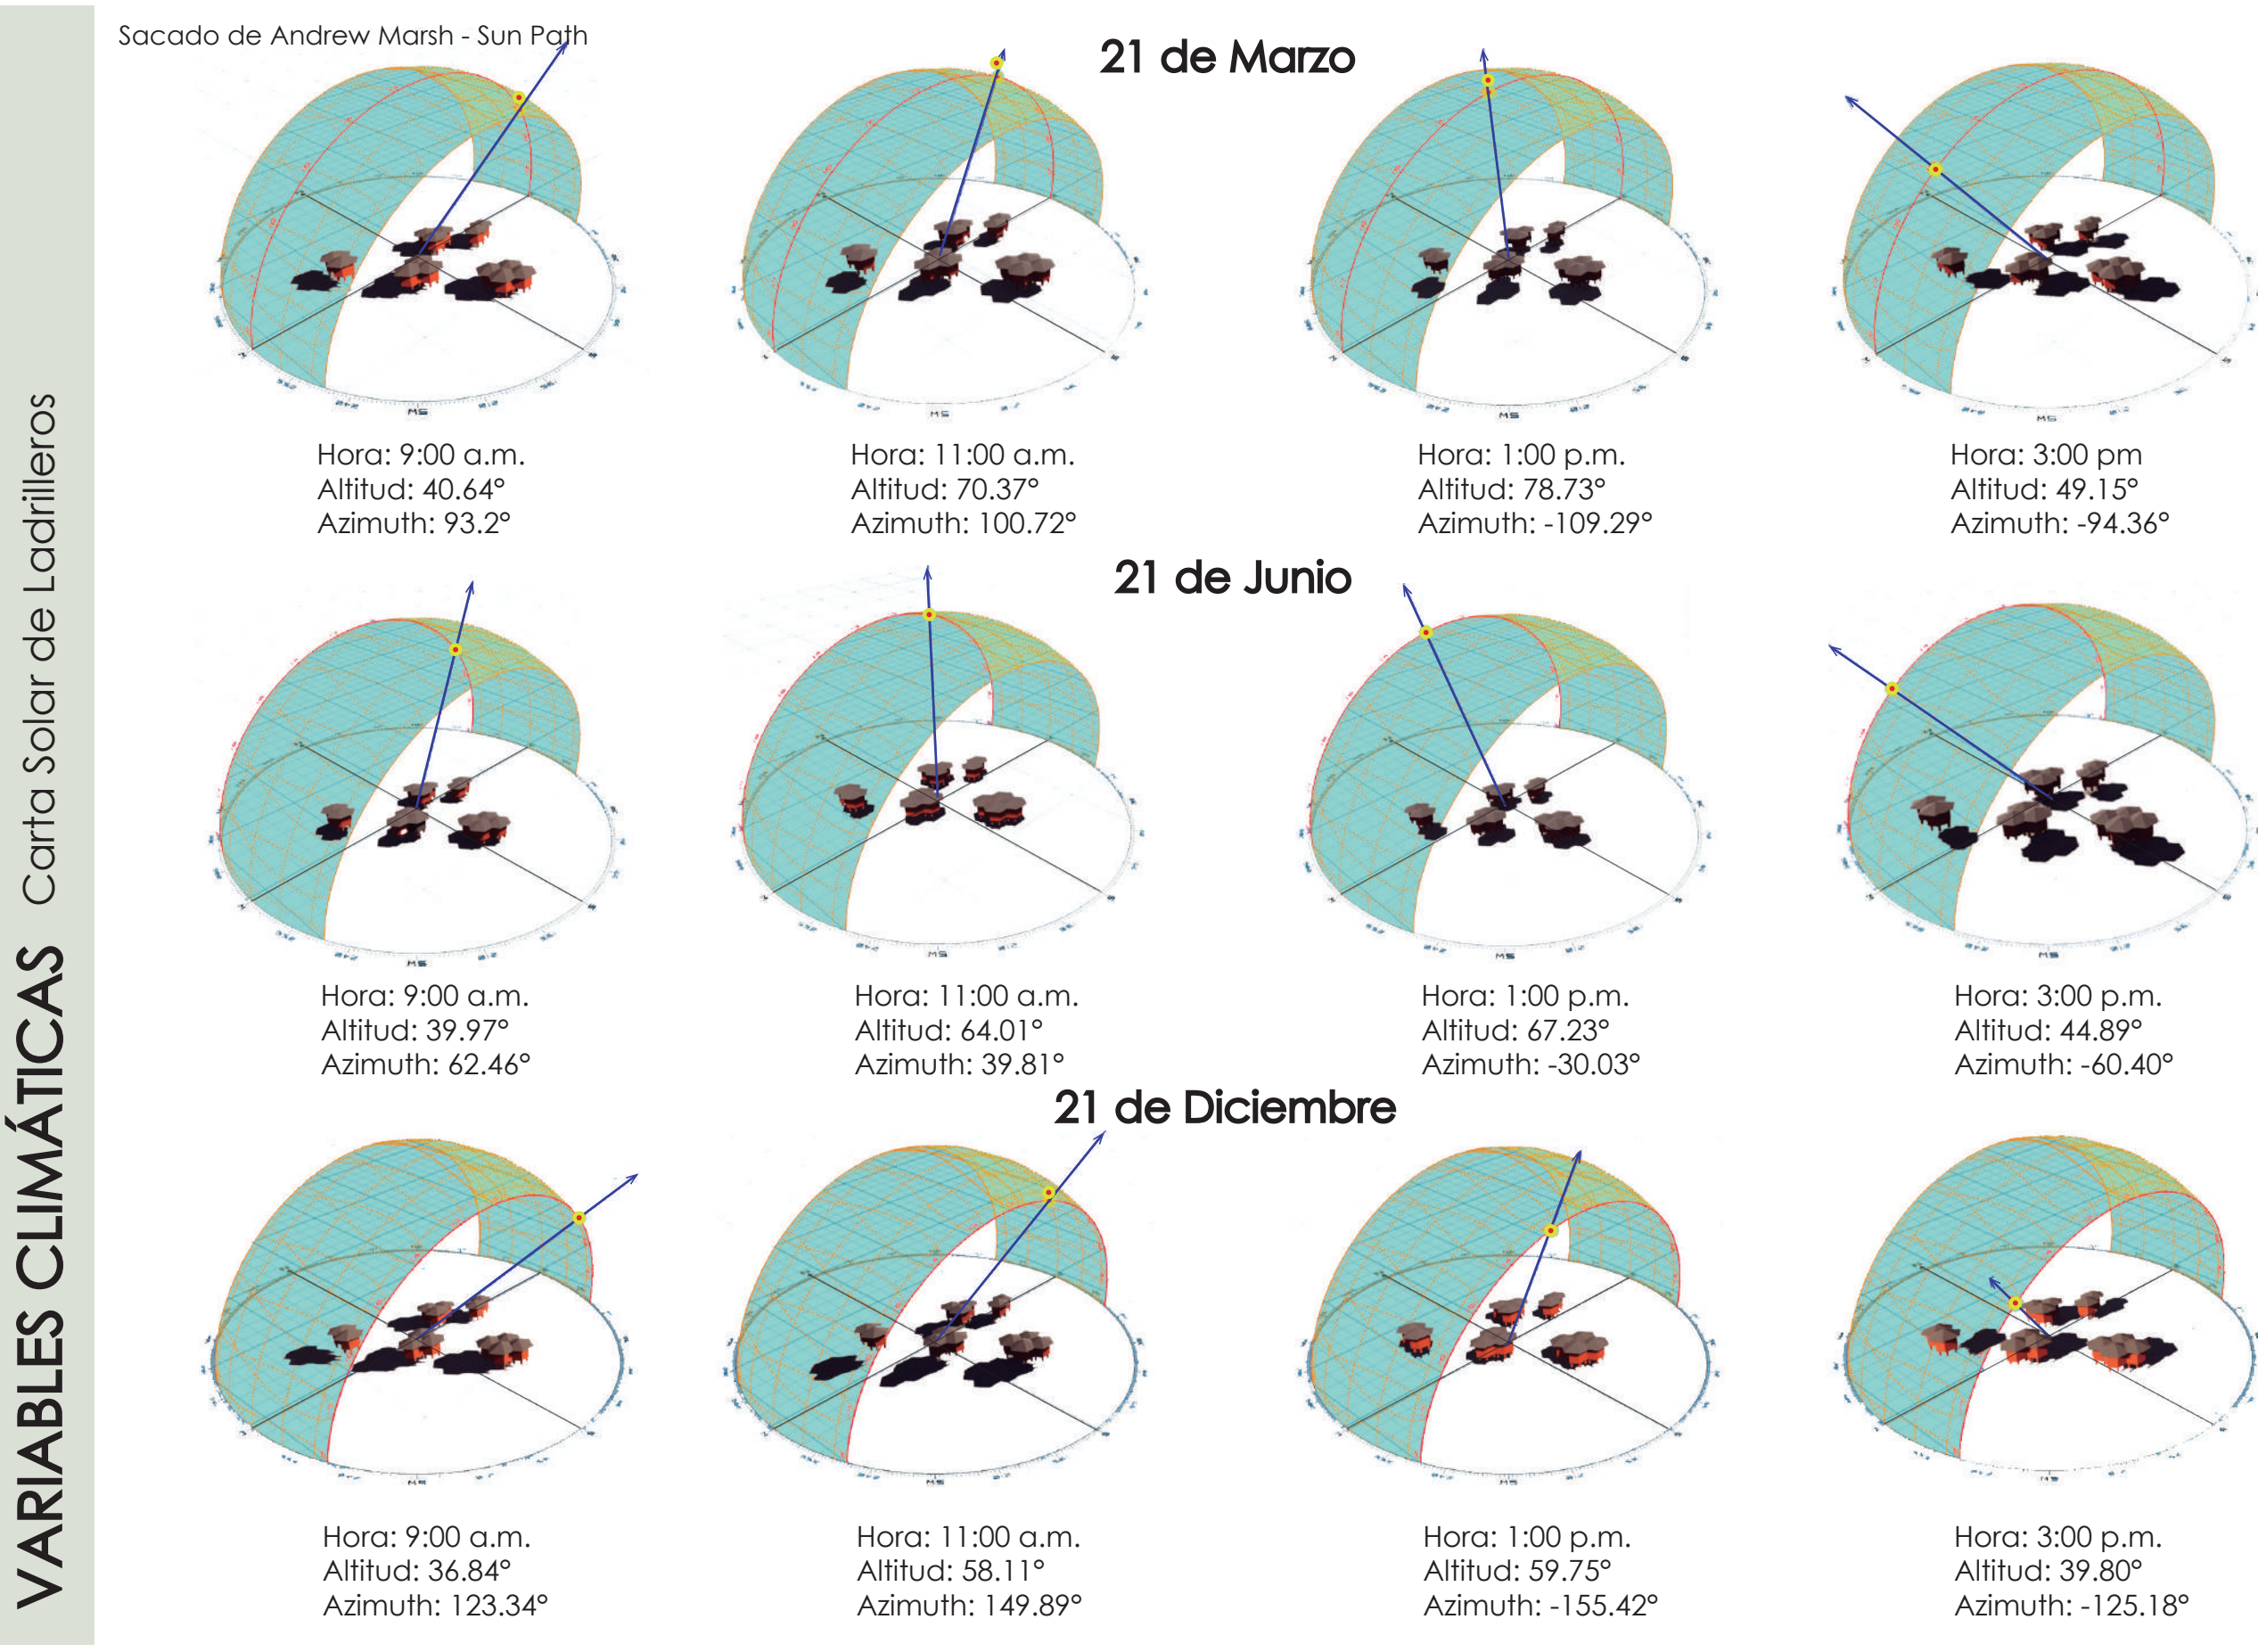 Sacado de Andrew Marsh - Sun Path
VARIABLES CLIMÁTICAS Carta Solar de Ladrilleros
21 de Marzo
Hora: 9:00 a.m.
Altitud: 40.64°
Azimuth: 93.2°
Hora: 11:00 a.m.
Altitud: 70.37°
Azimuth: 100.72°
Hora: 1:00 p.m.
Altitud: 78.73°
Azimuth: -109.29°
Hora: 3:00 pm
Altitud: 49.15°
Azimuth: -94.36°
21 de Junio
Hora: 9:00 a.m.
Altitud: 39.97°
Azimuth: 62.46°
Hora: 11:00 a.m.
Altitud: 64.01°
Azimuth: 39.81°
Hora: 1:00 p.m.
Altitud: 67.23°
Azimuth: -30.03°
Hora: 3:00 p.m.
Altitud: 44.89°
Azimuth: -60.40°
21 de Diciembre
Hora: 9:00 a.m.
Altitud: 36.84°
Azimuth: 123.34°
Hora: 11:00 a.m.
Altitud: 58.11°
Azimuth: 149.89°
Hora: 1:00 p.m.
Altitud: 59.75°
Azimuth: -155.42°
Hora: 3:00 p.m.
Altitud: 39.80°
Azimuth: -125.18°